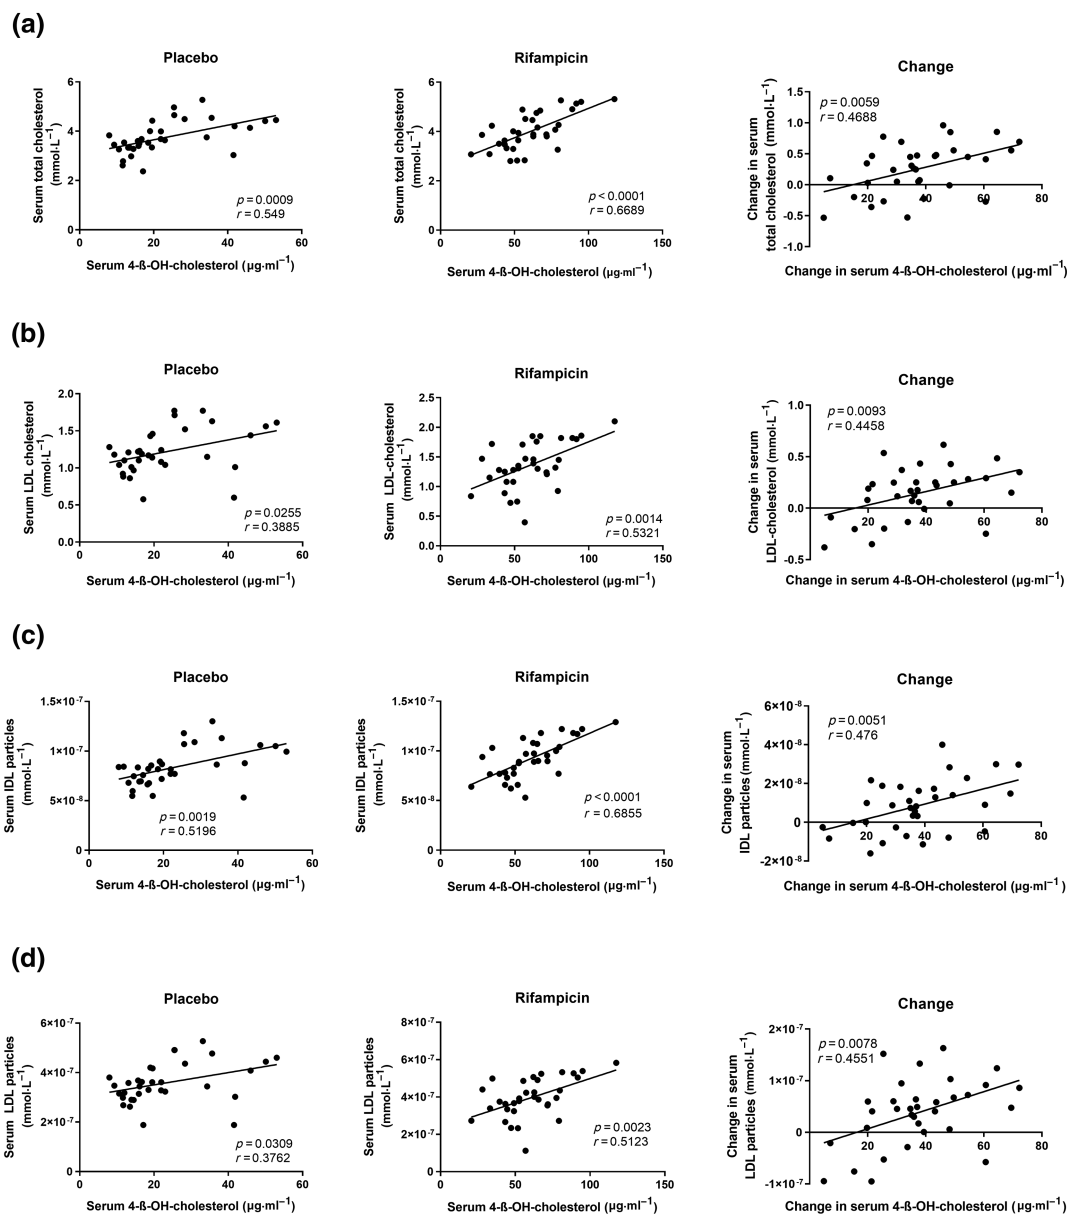 (a)
Placebo
Serum total cholesterol
(mmol·L−1)
6
4
2
0
0 20 40 60
p = 0.0009
r = 0.549
Serum 4-ß-OH-cholesterol (µg·ml−1)
Rifampicin
Serum total cholesterol
(mmol·L−1)
6
4
2
0
0 50 100 150
p < 0.0001
r = 0.6689
Serum 4-ß-OH-cholesterol (µg·ml−1)
Change
Change in serum
total cholesterol (mmol·L−1)
1.5
1.0
0.5
0.0
-0.5
-1.0
20 40 60 80
p = 0.0059
r = 0.4688
Change in serum 4-ß-OH-cholesterol (µg·ml−1)
(b)
Placebo
Serum LDL cholesterol
(mmol·L−1)
2.0
1.5
1.0
0.5
0.0
0 20 40 60
p = 0.0255
r = 0.3885
Serum 4-ß-OH-cholesterol (µg·ml−1)
Rifampicin
Serum LDL-cholesterol
(mmol·L−1)
2.5
2.0
1.5
1.0
0.5
0.0
0 50 100 150
p = 0.0014
r = 0.5321
Serum 4-ß-OH-cholesterol (µg·ml−1)
Change
Change in serum
LDL-cholesterol (mmol·L−1)
1.0
0.5
0.0
-0.5
20 40 60 80
p = 0.0093
r = 0.4458
Change in serum 4-ß-OH-cholesterol (µg·ml−1)
(c)
Placebo
Serum IDL particles
(mmol·L−1)
1.5×10-7
1×10-7
5×10-8
0
0 20 40 60
p = 0.0019
r = 0.5196
Serum 4-ß-OH-cholesterol (µg·ml−1)
Rifampicin
Serum IDL particles
(mmol·L−1)
1.5×10-7
1×10-7
5×10-8
0
0 50 100 150
p < 0.0001
r = 0.6855
Serum 4-ß-OH-cholesterol (µg·ml−1)
Change
Change in serum
IDL particles (mmol·L−1)
6×10-8
4×10-8
2×10-8
0
-2×10-8
20 40 60 80
p = 0.0051
r = 0.476
Change in serum 4-ß-OH-cholesterol (µg·ml−1)
(d)
Placebo
Serum LDL particles
(mmol·L−1)
6×10-7
4×10-7
2×10-7
0
0 20 40 60
p = 0.0309
r = 0.3762
Serum 4-ß-OH-cholesterol (µg·ml−1)
Rifampicin
Serum LDL particles
(mmol·L−1)
8×10-7
6×10-7
4×10-7
2×10-7
0
0 50 100 150
p = 0.0023
r = 0.5123
Serum 4-ß-OH-cholesterol (µg·ml−1)
Change
Change in serum
LDL particles (mmol·L−1)
2×10-7
1×10-7
0
-1×10-7
20 40 60 80
p = 0.0078
r = 0.4551
Change in serum 4-ß-OH-cholesterol (µg·ml−1)